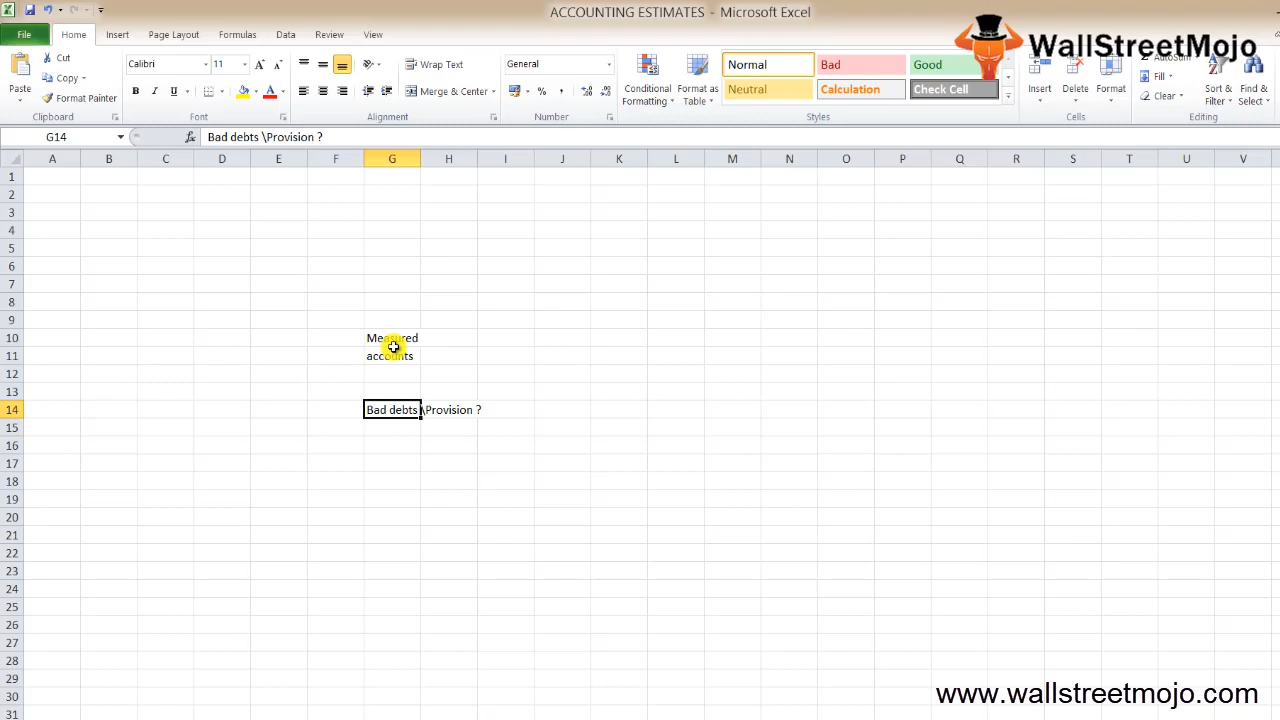 ACCOUNTING ESTIMATES - Microsoft Excel
File Home Insert Page Layout Formulas Data Review View
WallStreetMojo
Paste
Cut
Copy
Format Painter
Clipboard
Calibri 11
B I U
Font
Wrap Text
Merge & Center
Alignment
General
Number
Conditional Formatting
Format as Table
Normal Bad Good
Neutral Calculation Check Cell
Styles
Insert Delete Format
Cells
AutoSum
Fill
Clear
Sort & Filter
Find & Select
Editing
G14 fx Bad debts \Provision ?
A B C D E F G H I J K L M N O P Q R S T U V
1
2
3
4
5
6
7
8
9
10 Measured
11 accounts
12
13
14 Bad debts \Provision ?
15
16
17
18
19
20
21
22
23
24
25
26
27
28
29
30
31
www.wallstreetmojo.com